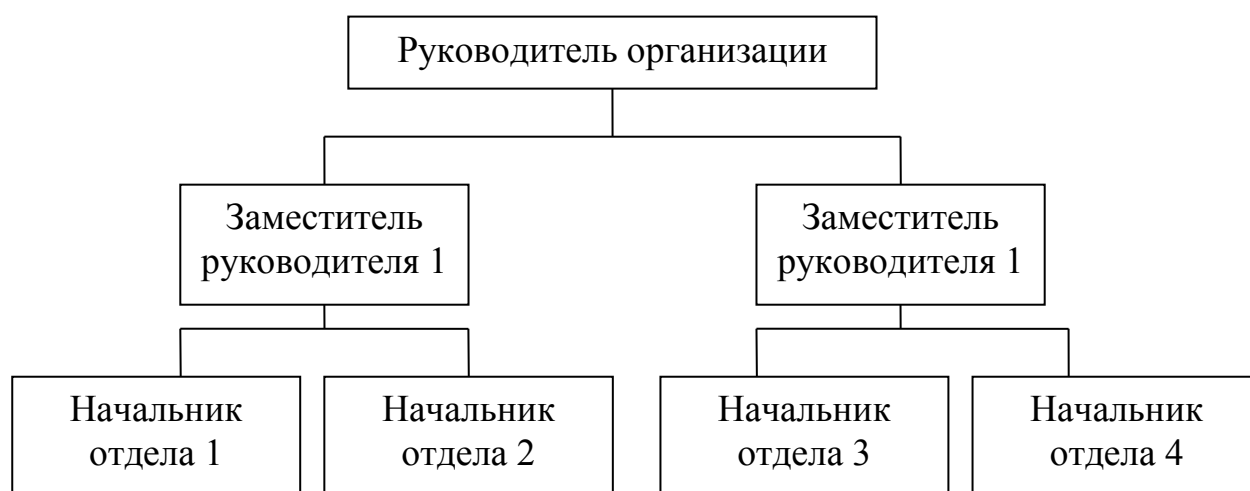 Руководитель организации
Заместитель
руководителя 1
Заместитель
руководителя 1
Начальник
отдела 1
Начальник
отдела 2
Начальник
отдела 3
Начальник
отдела 4